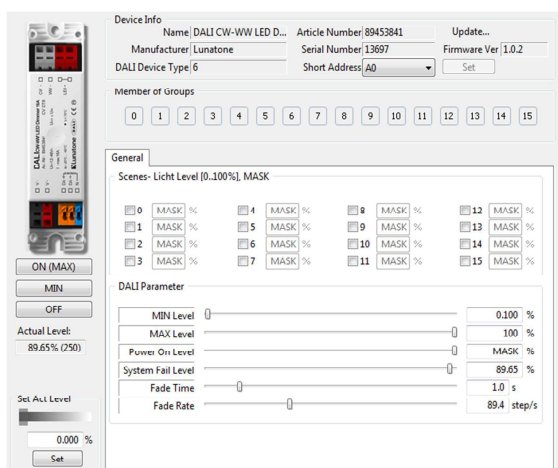 Device Info
Name DALI CW-WW LED D... Article Number 89453841 Update...
Manufacturer Lunatone Serial Number 13697 Firmware Ver 1.0.2
DALI Device Type 6 Short Address A0 Set
Member of Groups
0 1 2 3 4 5 6 7 8 9 10 11 12 13 14 15
General
Scenes- Licht Level [0..100%], MASK
0 MASK % 4 MASK % 8 MASK % 12 MASK %
1 MASK % 5 MASK % 9 MASK % 13 MASK %
2 MASK % 6 MASK % 10 MASK % 14 MASK %
3 MASK % 7 MASK % 11 MASK % 15 MASK %
DALI Parameter
MIN Level 0.100 %
MAX Level 100 %
Power On Level MASK %
System Fail Level 89.65 %
Fade Time 1.0 s
Fade Rate 89.4 step/s
DALI CW-WW LED Dimmer 16A
Lunatone
ON (MAX)
MIN
OFF
Actual Level:
89.65% (250)
Set Act Level
0.000 %
Set